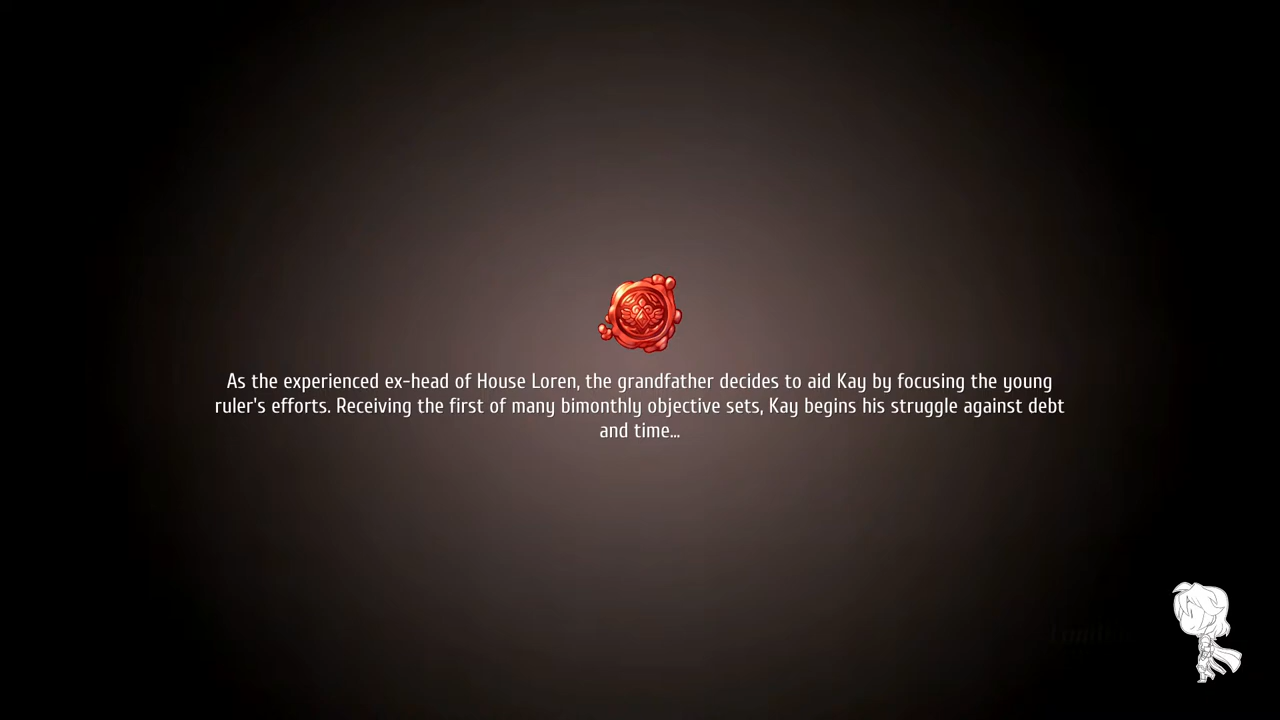 As the experienced ex-head of House Loren, the grandfather decides to aid Kay by focusing the young
ruler's efforts. Receiving the first of many bimonthly objective sets, Kay begins his struggle against debt
and time...